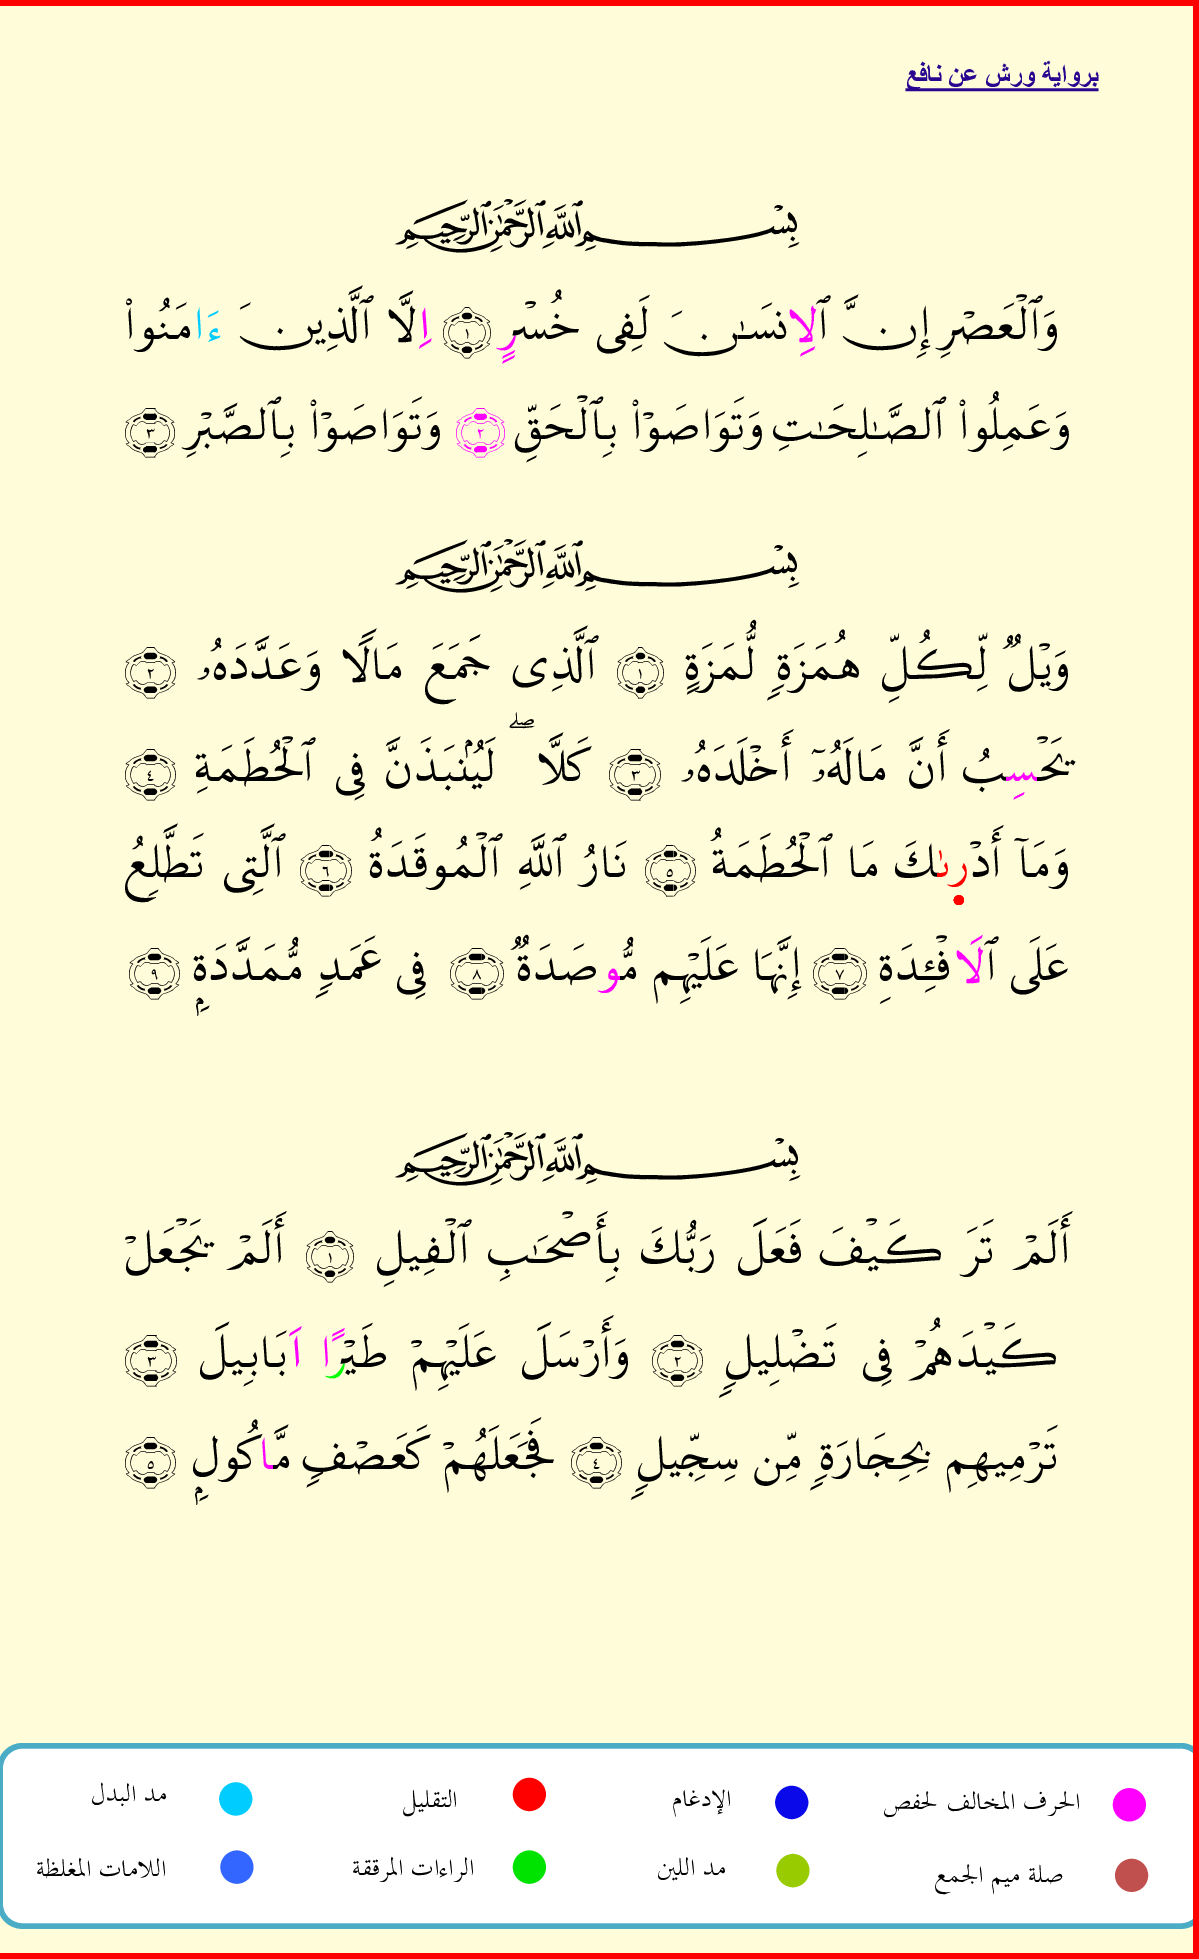 برواية ورش عن نافع
بِسْمِ ٱللَّهِ ٱلرَّحْمَٰنِ ٱلرَّحِيمِ
وَٱلْعَصْرِ إِنَّ ٱلِانسَٰنَ لَفِى خُسْرٍ ١ اِلَّا ٱلَّذِينَ ءَامَنُواْ
وَعَمِلُواْ ٱلصَّٰلِحَٰتِ وَتَوَاصَوْاْ بِٱلْحَقِّ ٢ وَتَوَاصَوْاْ بِٱلصَّبْرِ ٣
بِسْمِ ٱللَّهِ ٱلرَّحْمَٰنِ ٱلرَّحِيمِ
وَيْلٌ لِّكُلِّ هُمَزَةٍ لُّمَزَةٍ ١ ٱلَّذِى جَمَعَ مَالًا وَعَدَّدَهُۥ ٢
يَحْسِبُ أَنَّ مَالَهُۥٓ أَخْلَدَهُۥ ٣ كَلَّا ۖ لَيُنۢبَذَنَّ فِى ٱلْحُطَمَةِ ٤
وَمَآ أَدْرىٰكَ مَا ٱلْحُطَمَةُ ٥ نَارُ ٱللَّهِ ٱلْمُوقَدَةُ ٦ ٱلَّتِى تَطَّلِعُ
عَلَى ٱلَافْـِٔدَةِ ٧ إِنَّهَا عَلَيْهِم مُّوصَدَةٌ ٨ فِى عَمَدٍ مُّمَدَّدَةِۭ ٩
بِسْمِ ٱللَّهِ ٱلرَّحْمَٰنِ ٱلرَّحِيمِ
أَلَمْ تَرَ كَيْفَ فَعَلَ رَبُّكَ بِأَصْحَٰبِ ٱلْفِيلِ ١ أَلَمْ يَجْعَلْ
كَيْدَهُمْ فِى تَضْلِيلٍ ٢ وَأَرْسَلَ عَلَيْهِمْ طَيْرًا اَبَابِيلَ ٣
تَرْمِيهِم بِحِجَارَةٍ مِّن سِجِّيلٍ ٤ فَجَعَلَهُمْ كَعَصْفٍ مَّاكُولِۭ ٥
الحرف المخالف لحفص الإدغام التقليل مد البدل
صلة ميم الجمع مد اللين الراءات المرققة اللامات المغلظة